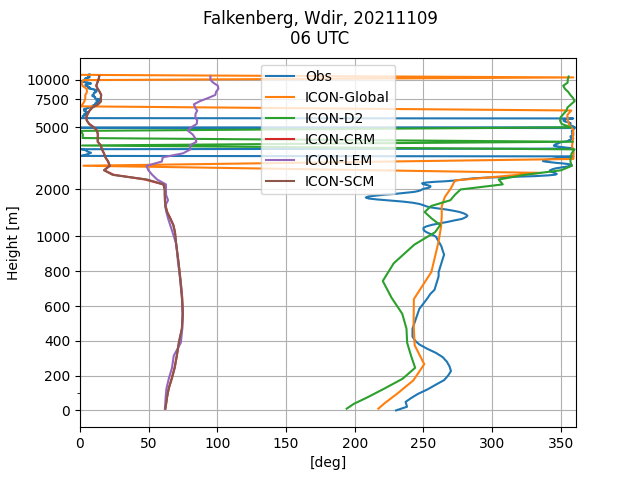 Falkenberg, Wdir, 20211109
06 UTC
Height [m]
10000
7500
5000
2000
1000
800
600
400
200
0
Obs
ICON-Global
ICON-D2
ICON-CRM
ICON-LEM
ICON-SCM
0 50 100 150 200 250 300 350
[deg]